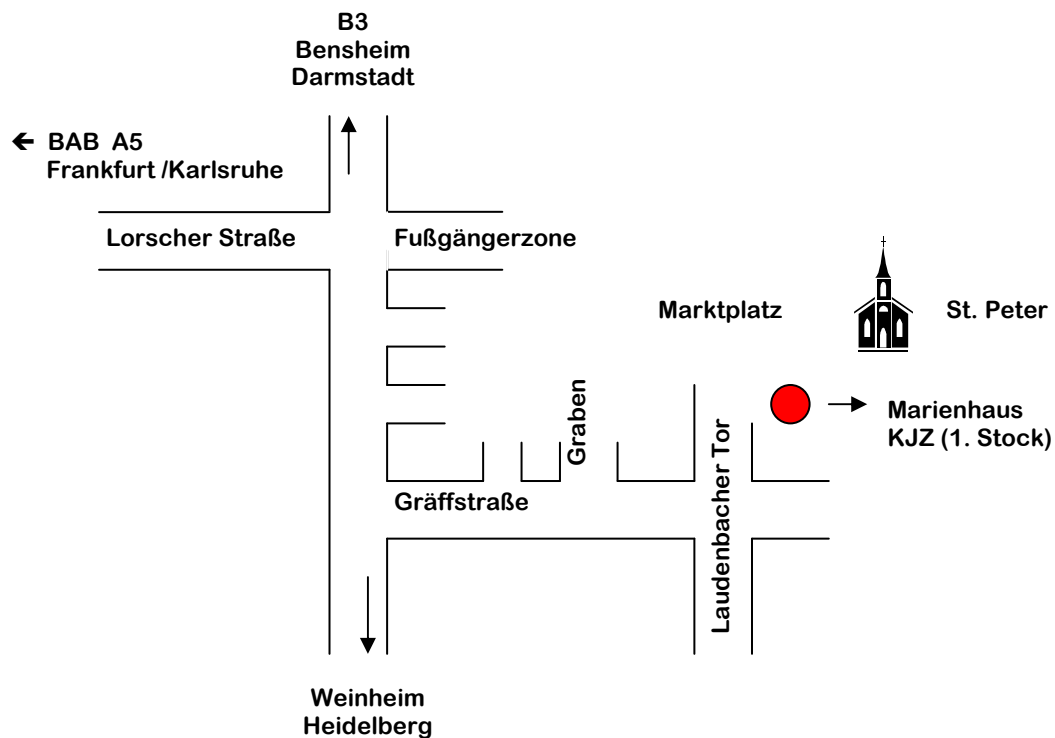 B3
Bensheim
Darmstadt
← BAB A5
Frankfurt /Karlsruhe
Lorscher Straße
Fußgängerzone
Marktplatz
St. Peter
Marienhaus
KJZ (1. Stock)
Graben
Gräffstraße
Laudenbacher Tor
Weinheim
Heidelberg